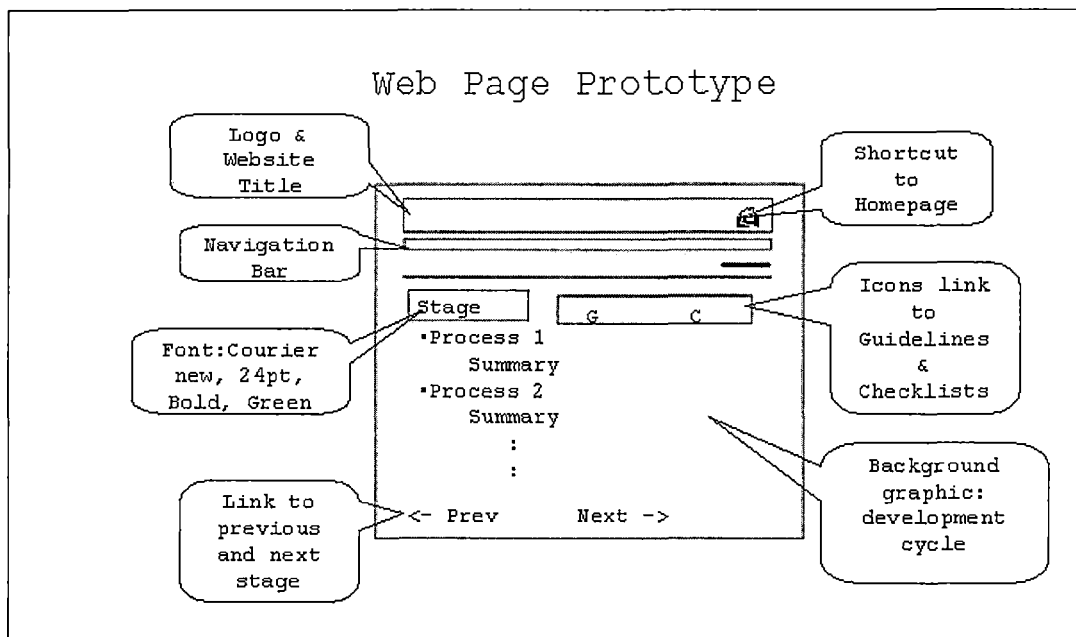 Web Page Prototype
Logo &
Website
Title
Shortcut
to
Homepage
Navigation
Bar
Icons link
to
Guidelines
&
Checklists
Stage
G C
Font:Courier
new, 24pt,
Bold, Green
▪Process 1
Summary
▪Process 2
Summary
:
:
Background
graphic:
development
cycle
Link to
previous
and next
stage
<- Prev Next ->